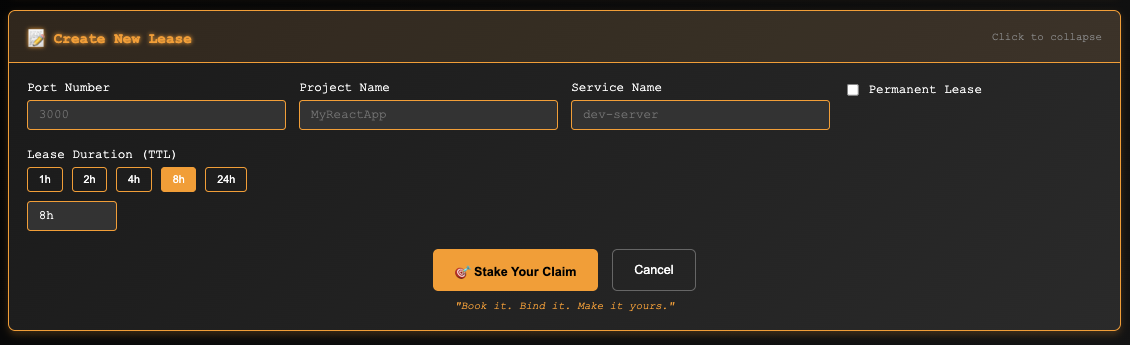 📝 Create New Lease
Click to collapse
Port Number
Project Name
Service Name
Permanent Lease
3000
MyReactApp
dev-server
Lease Duration (TTL)
1h
2h
4h
8h
24h
8h
🎯 Stake Your Claim
Cancel
"Book it. Bind it. Make it yours."